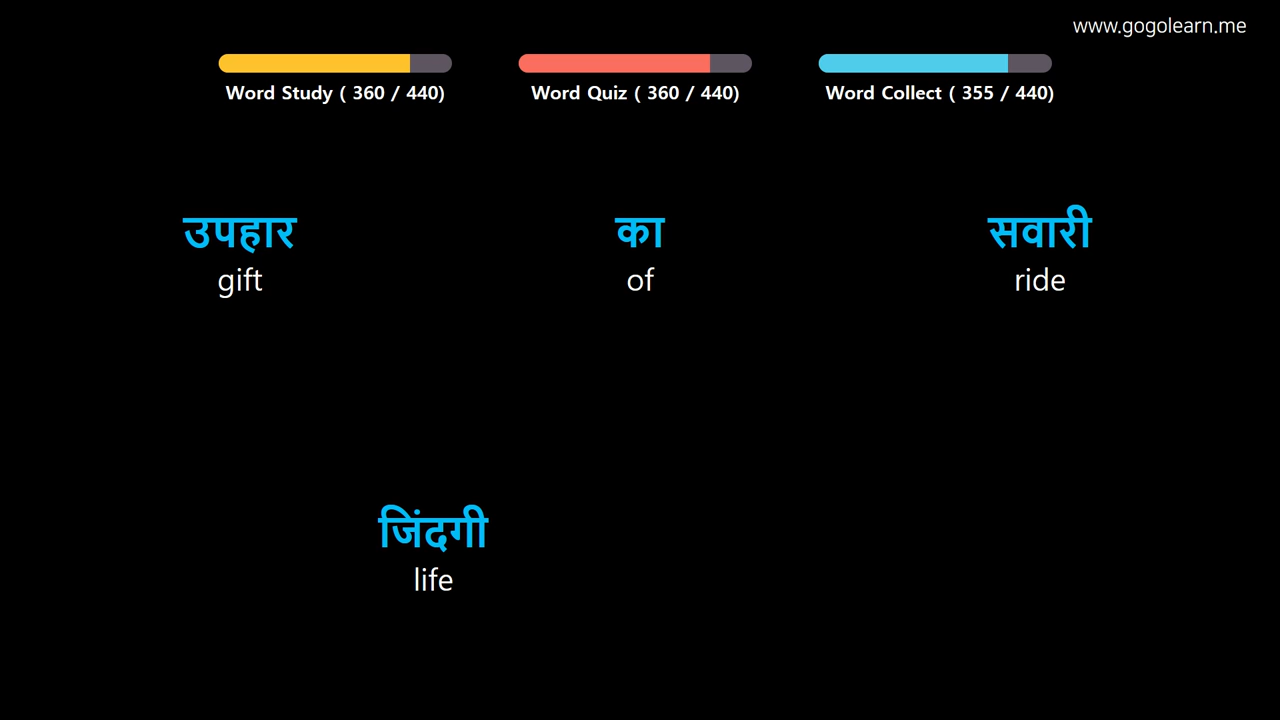 www.gogolearn.me
Word Study ( 360 / 440)
Word Quiz ( 360 / 440)
Word Collect ( 355 / 440)
उपहार
gift
का
of
सवारी
ride
जिंदगी
life